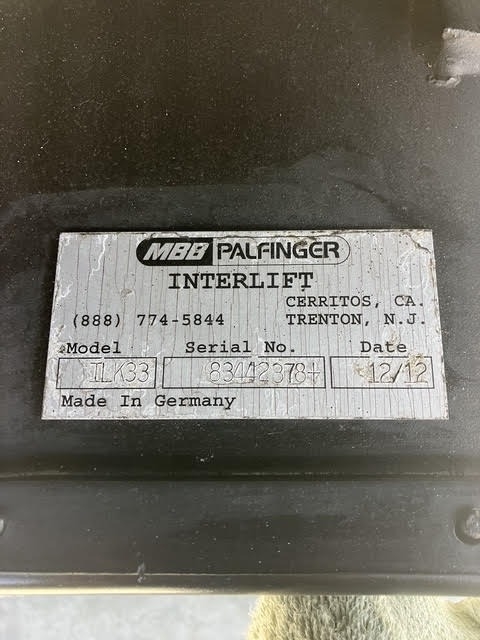 MBB PALFINGER
INTERLIFT
CERRITOS, CA.
(888) 774-5844 TRENTON, N.J.
Model Serial No. Date
ILK33 83442378+ 12/12
Made In Germany